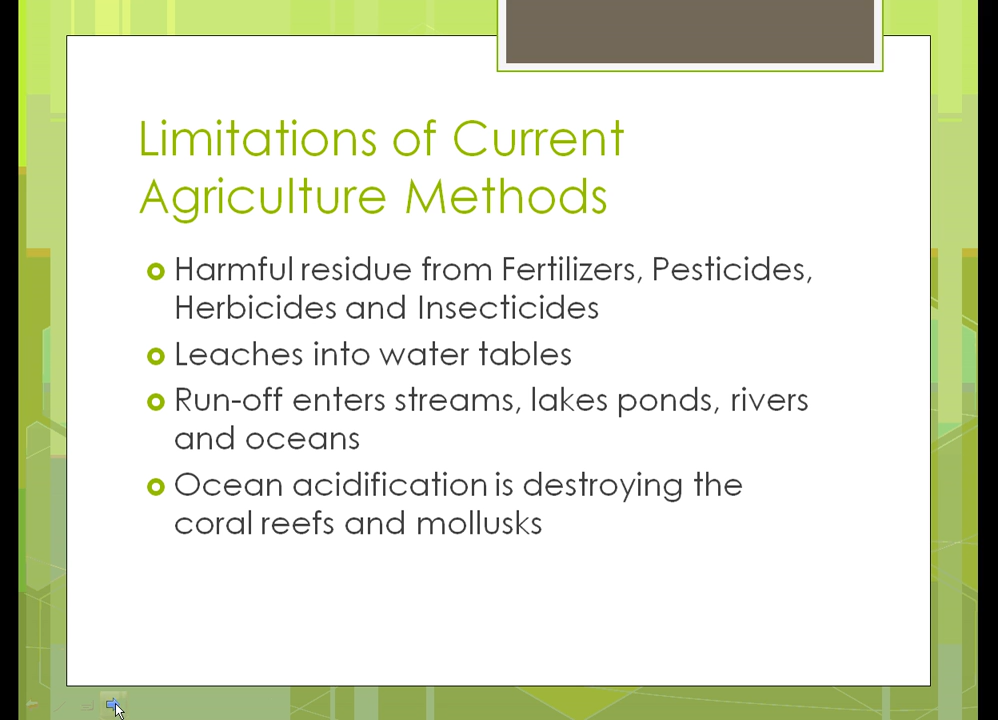 Limitations of Current
Agriculture Methods
Harmful residue from Fertilizers, Pesticides,
Herbicides and Insecticides
Leaches into water tables
Run-off enters streams, lakes ponds, rivers
and oceans
Ocean acidification is destroying the
coral reefs and mollusks